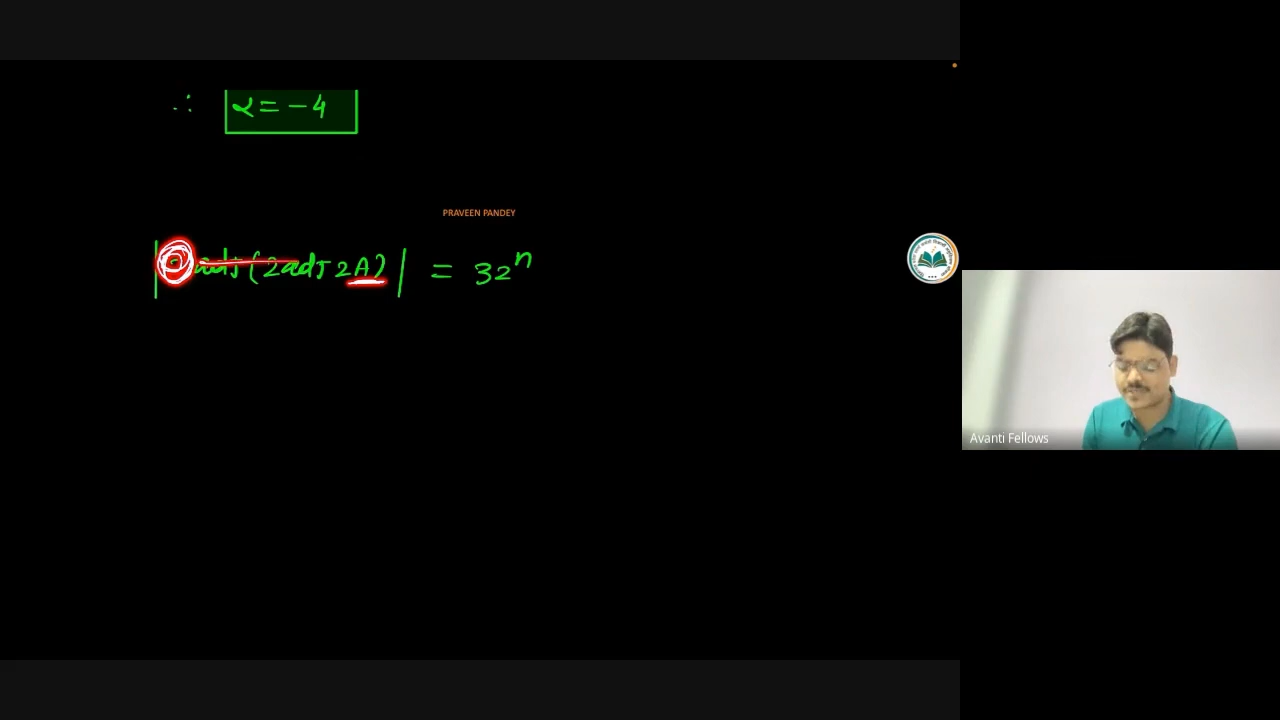 ∴ α = -4
PRAVEEN PANDEY
| adj (2adj 2A) | = 32ⁿ
Avanti Fellows